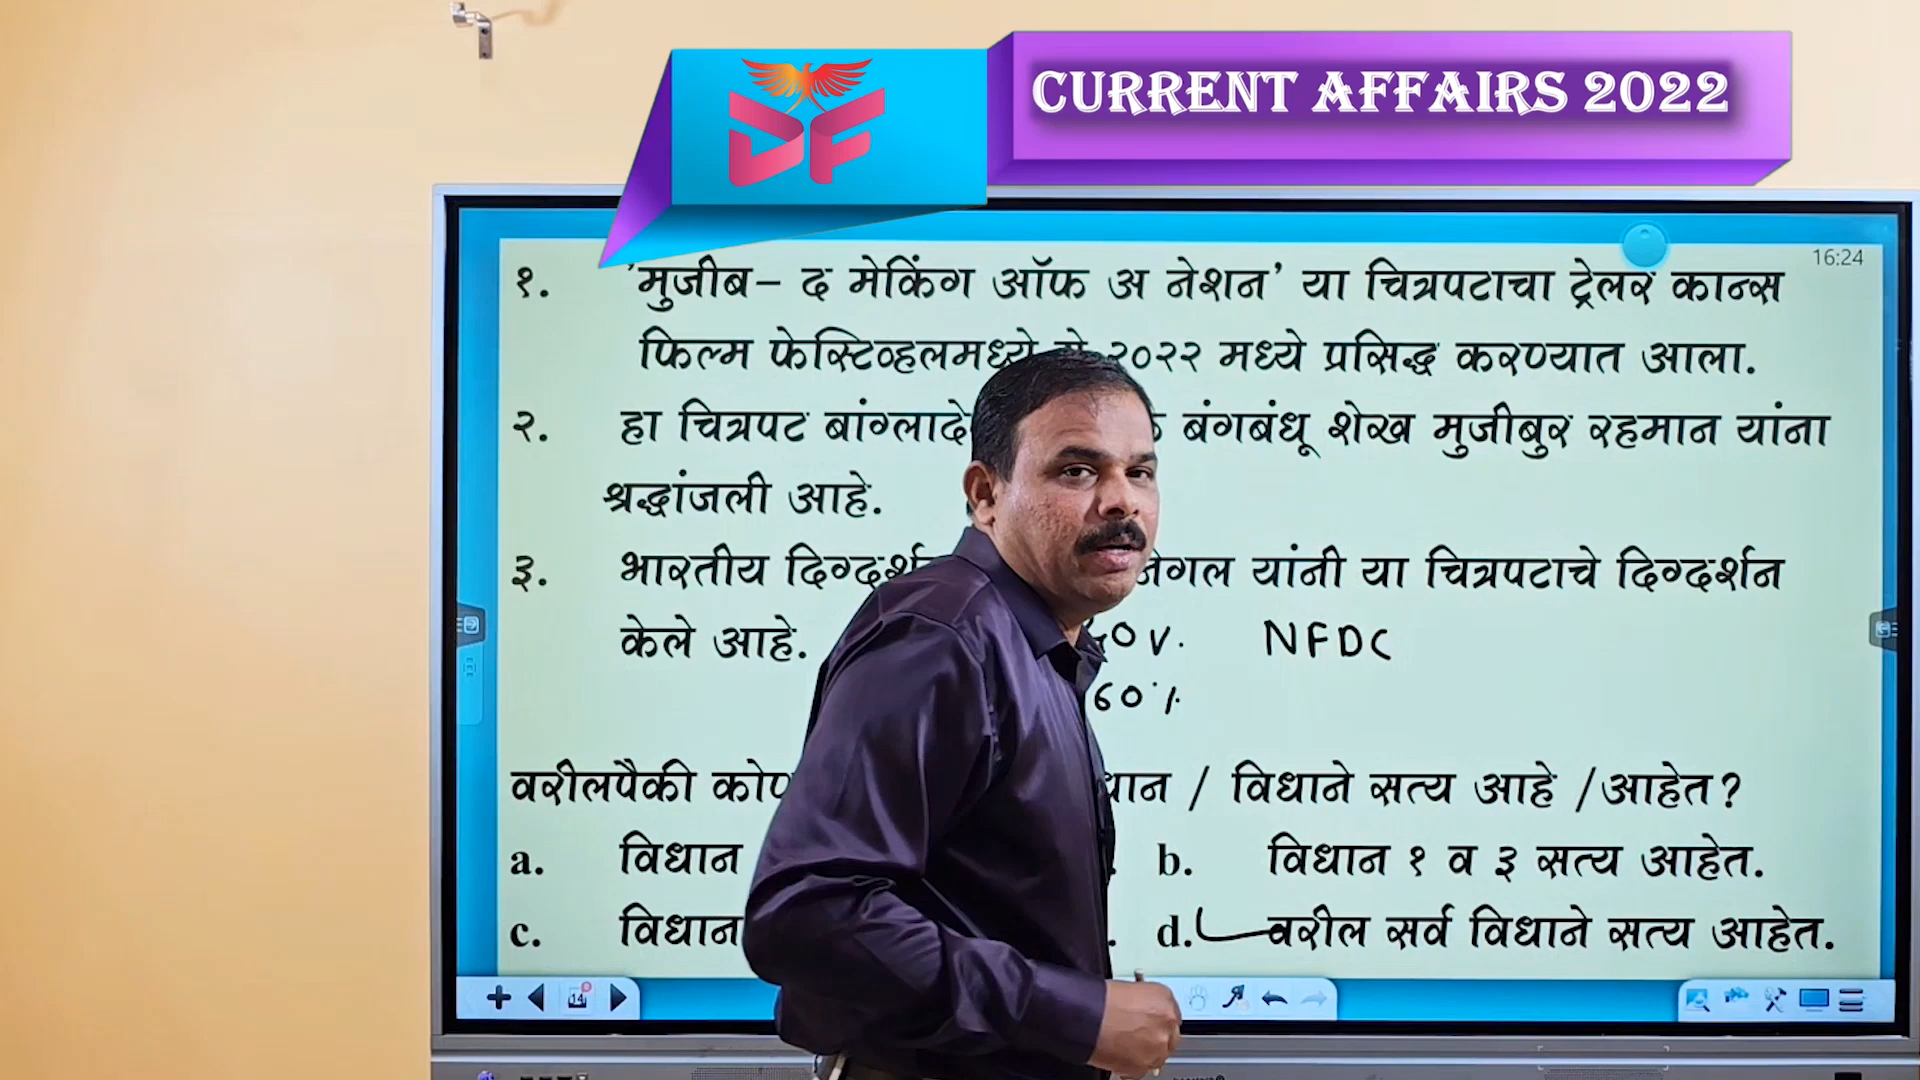 DF
CURRENT AFFAIRS 2022
16:24
१. 'मुजीब– द मेकिंग ऑफ अ नेशन' या चित्रपटाचा ट्रेलर कान्स
फिल्म फेस्टिव्हलमध्ये २०२२ मध्ये प्रसिद्ध करण्यात आला.
२. हा चित्रपट बंगबंधू शेख मुजीबुर रहमान यांना
श्रद्धांजली आहे.
३. भारतीय यांनी या चित्रपटाचे दिग्दर्शन
केले आहे. NFDC
60%
वरीलपैकी / विधाने सत्य आहे /आहेत?
a. विधान b. विधान १ व ३ सत्य आहेत.
c. विधान d. वरील सर्व विधाने सत्य आहेत.
14